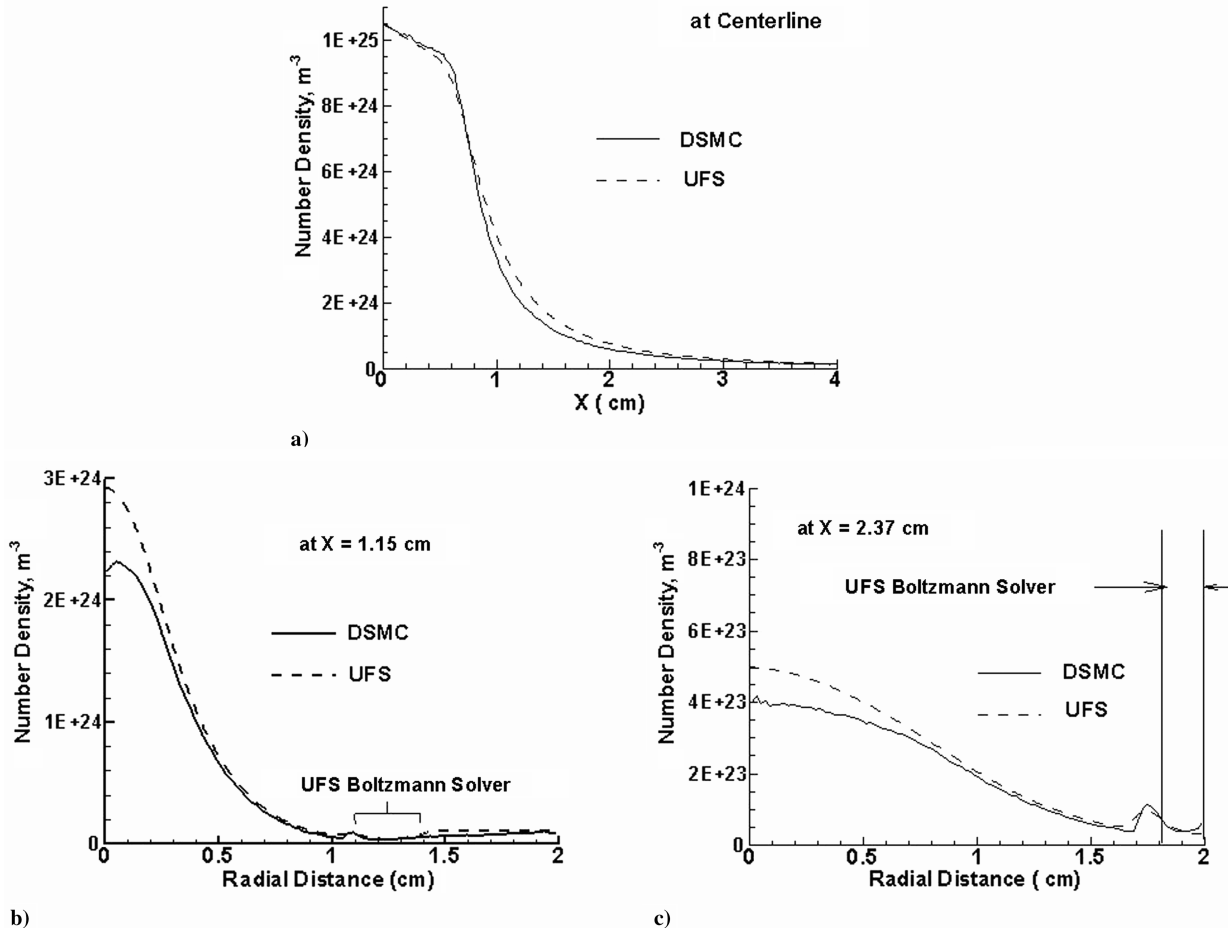 at Centerline
Number Density, m-3
1E +25
8E +24
6E +24
4E +24
2E +24
0
DSMC
UFS
0
1
2
3
4
X ( cm)
a)
Number Density, m-3
3E +24
2E +24
1E +24
0
at X = 1.15 cm
DSMC
UFS
UFS Boltzmann Solver
0
0.5
1
1.5
2
Radial Distance (cm)
b)
Number Density, m-3
1E +24
8E +23
6E +23
4E +23
2E +23
0
at X = 2.37 cm
UFS Boltzmann Solver
DSMC
UFS
0
0.5
1
1.5
2
Radial Distance ( cm)
c)